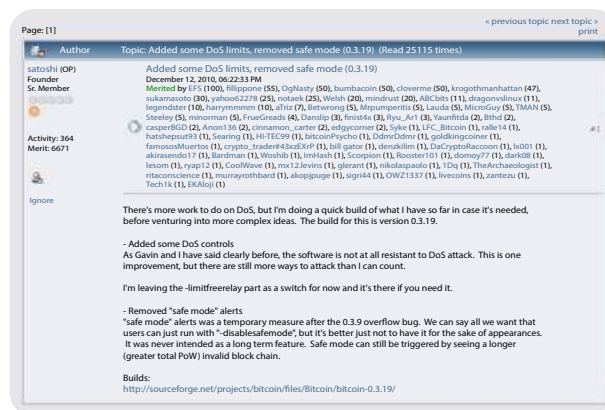 « previous topic next topic »
Page: [1]
print
Author
Topic: Added some DoS limits, removed safe mode (0.3.19) (Read 25115 times)
satoshi (OP)
Founder
Sr. Member
Activity: 364
Merit: 6671
Ignore
Added some DoS limits, removed safe mode (0.3.19)
December 12, 2010, 06:22:33 PM
#1
Merited by EFS (100), fillippone (55), OgNasty (50), bumbacoin (50), cloverme (50), krogothmanhattan (47),
sukamasoto (30), yahoo62278 (25), notaek (25), Welsh (20), mindrust (20), ABCbits (11), dragonvslinux (11),
legendster (10), harrymmmm (10), aTriz (7), Betwrong (5), Mrpumperitis (5), Lauda (5), MicroGuy (5), TMAN (5),
Steeley (5), minorman (5), FrueGreads (4), Danslip (3), fnist4x (3), Ryu_Ar1 (3), Yaunfitda (2), Bthd (2),
casperBGD (2), Anon136 (2), cinnamon_carter (2), edgycorner (2), Syke (1), LFC_Bitcoin (1), ralle14 (1),
hatshepsut93 (1), Searing (1), HI-TEC99 (1), bitcoinPsycho (1), DdmrDdmr (1), goldkingcoiner (1),
famososMuertos (1), crypto_trader#43xzEXrP (1), bill gator (1), denzkilim (1), DaCryptoRaccoon (1), lx001 (1),
akirasendo17 (1), Bardman (1), Woshib (1), ImHash (1), Scorpion (1), Rooster101 (1), domoy77 (1), dark08 (1),
lesom (1), ryap12 (1), CoolWave (1), mx12.levins (1), glerant (1), nikolaspaolo (1), 1Dq (1), TheArchaeologist (1),
ritaconscience (1), murrayrothbard (1), akopjpuge (1), sigri44 (1), OWZ1337 (1), livecoins (1), zantezu (1),
Tech1k (1), EKAloji (1)
There's more work to do on DoS, but I'm doing a quick build of what I have so far in case it's needed,
before venturing into more complex ideas. The build for this is version 0.3.19.
- Added some DoS controls
As Gavin and I have said clearly before, the software is not at all resistant to DoS attack. This is one
improvement, but there are still more ways to attack than I can count.
I'm leaving the -limitfreerelay part as a switch for now and it's there if you need it.
- Removed "safe mode" alerts
"safe mode" alerts was a temporary measure after the 0.3.9 overflow bug. We can say all we want that
users can just run with "-disablesafemode", but it's better just not to have it for the sake of appearances.
It was never intended as a long term feature. Safe mode can still be triggered by seeing a longer
(greater total PoW) invalid block chain.
Builds:
http://sourceforge.net/projects/bitcoin/files/Bitcoin/bitcoin-0.3.19/